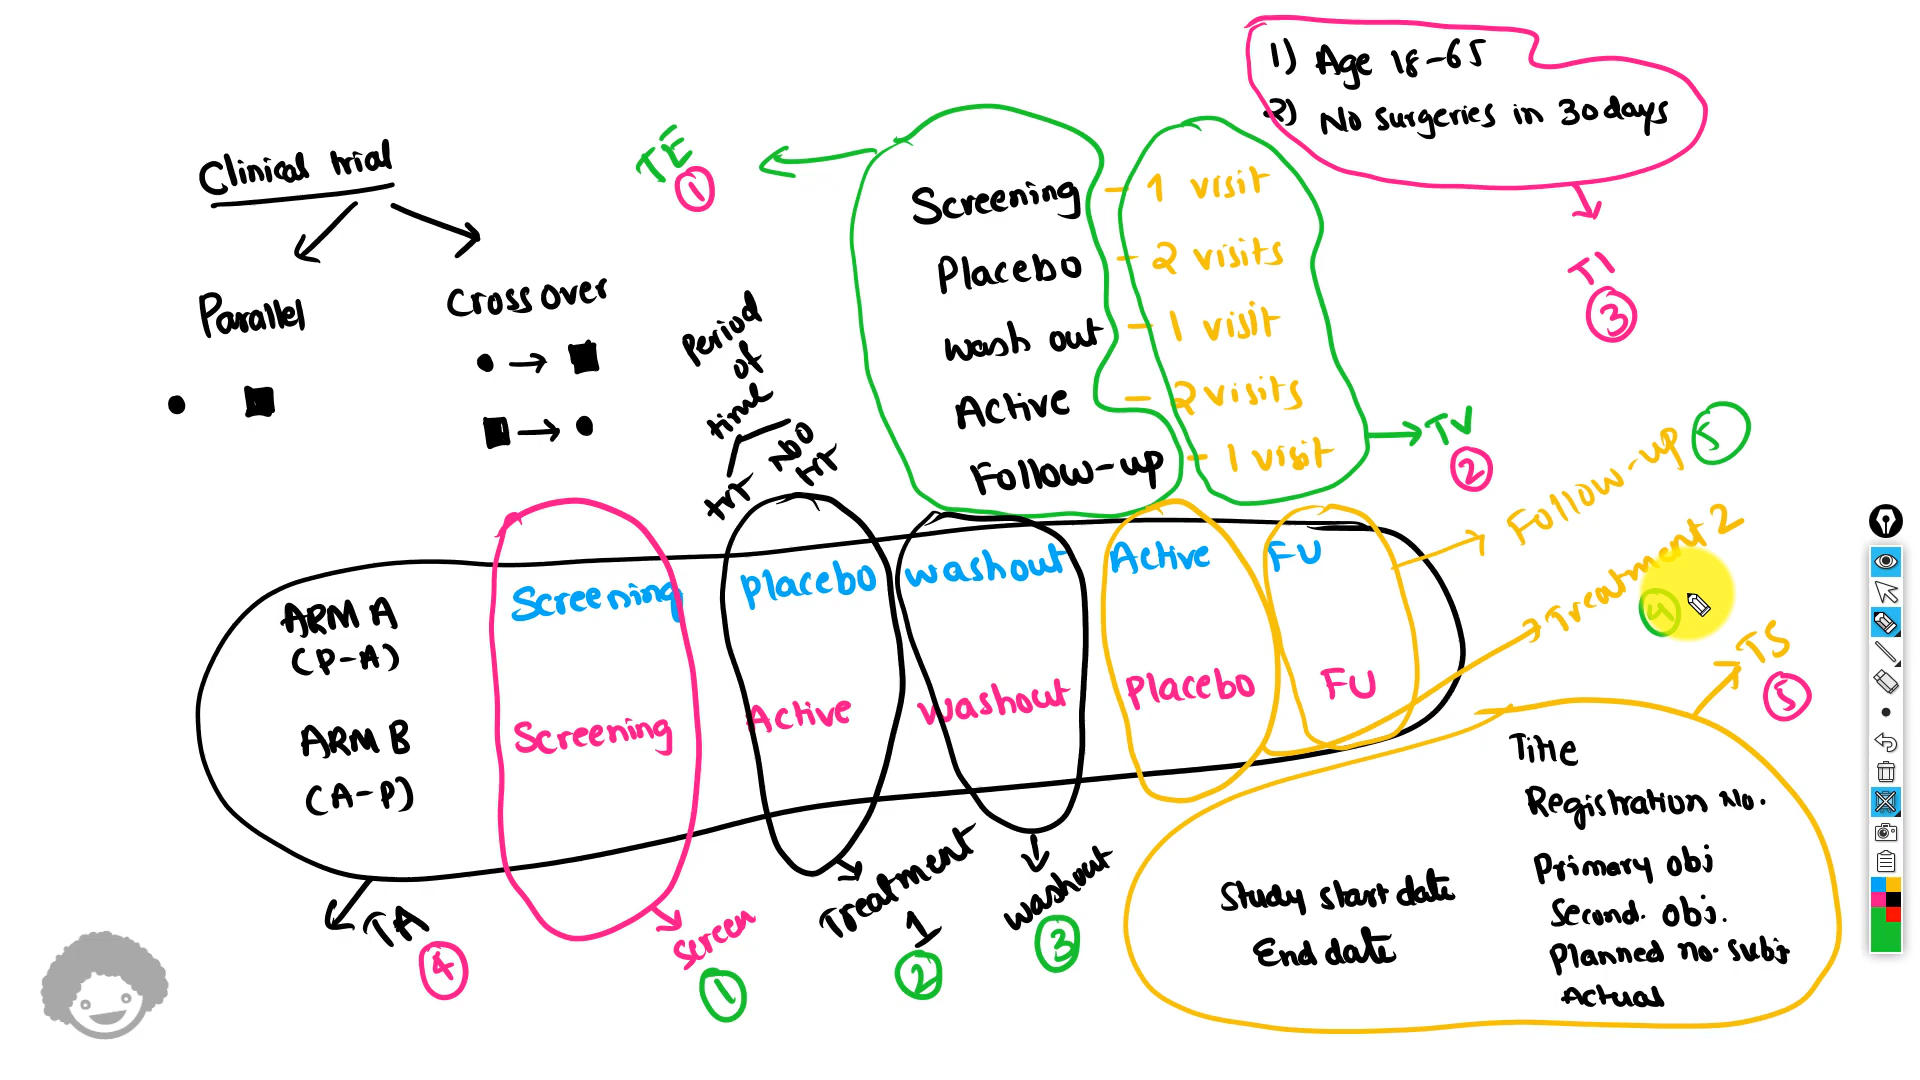 Clinical trial
Parallel
Cross over
TE
1
Screening - 1 visit
Placebo - 2 visits
wash out - 1 visit
Active - 2 visits
Follow-up - 1 visit
TV
2
1) Age 18-65
2) No surgeries in 30 days
TI
3
Period
of
time
trt
no
trt
ARM A
(P-A)
Screening
Placebo
washout
Active
FU
ARM B
(A-P)
Screening
Active
washout
Placebo
FU
TA
4
Screen
1
Treatment
1
2
washout
3
Treatment 2
4
Follow-up
5
TS
5
Title
Registration No.
Primary obj
Second. Obj.
Planned no. subj
Actual
Study start date
End date